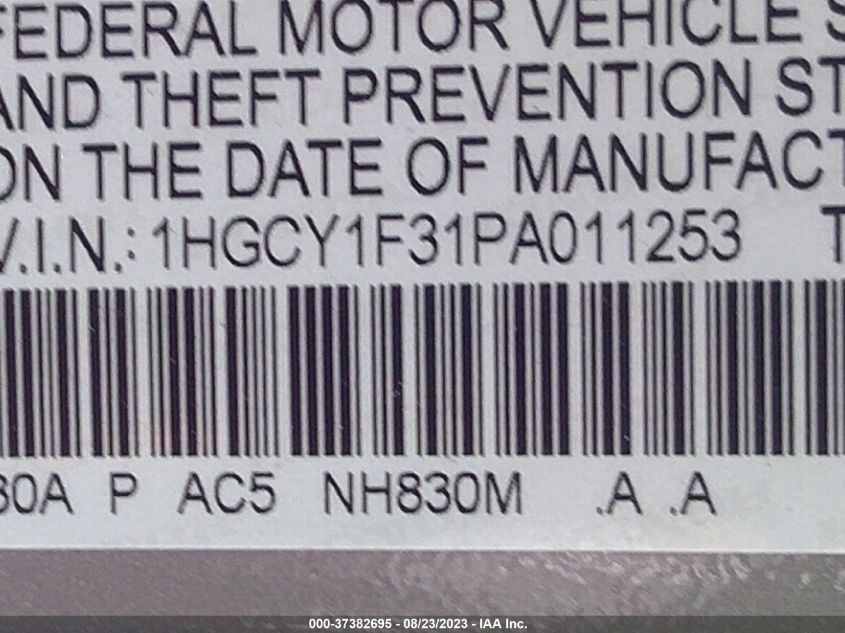 FEDERAL MOTOR VEHICLE S
AND THEFT PREVENTION ST
ON THE DATE OF MANUFACT
V.I.N.: 1HGCY1F31PA011253 T
30A P AC5 NH830M .A .A
000-37382695 - 08/23/2023 - IAA Inc.